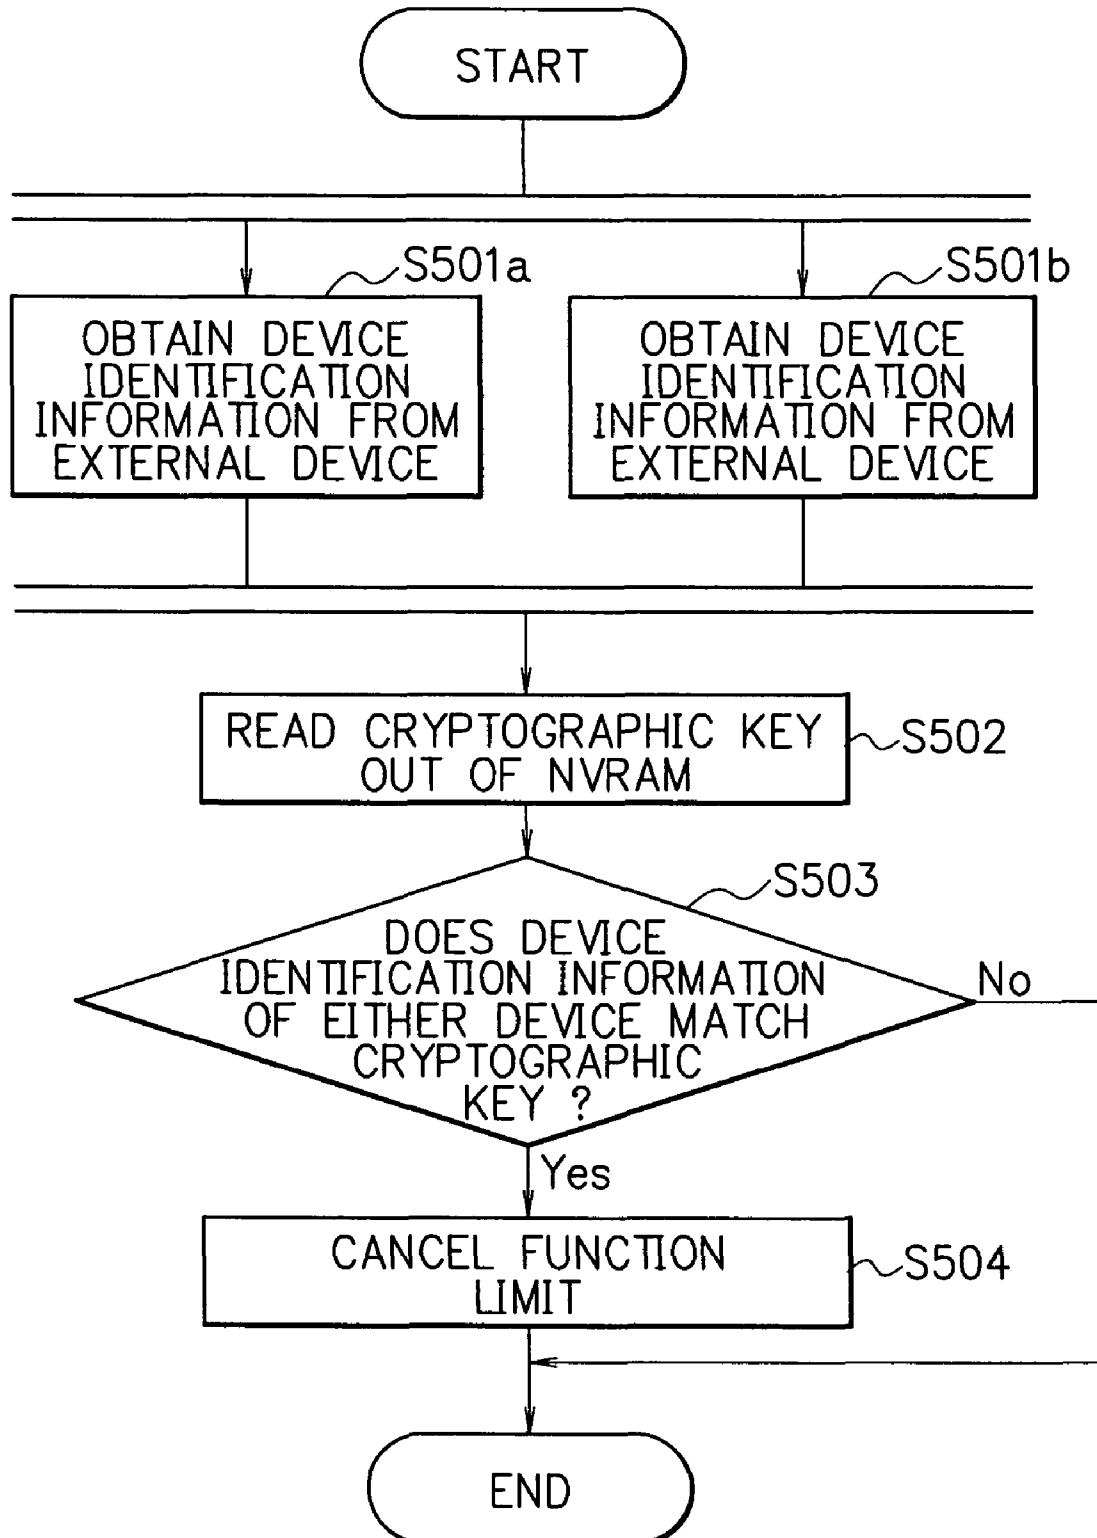 START
S501a
OBTAIN DEVICE
IDENTIFICATION
INFORMATION FROM
EXTERNAL DEVICE
S501b
OBTAIN DEVICE
IDENTIFICATION
INFORMATION FROM
EXTERNAL DEVICE
READ CRYPTOGRAPHIC KEY
OUT OF NVRAM
S502
S503
DOES DEVICE
IDENTIFICATION INFORMATION
OF EITHER DEVICE MATCH
CRYPTOGRAPHIC
KEY ?
No
Yes
CANCEL FUNCTION
LIMIT
S504
END